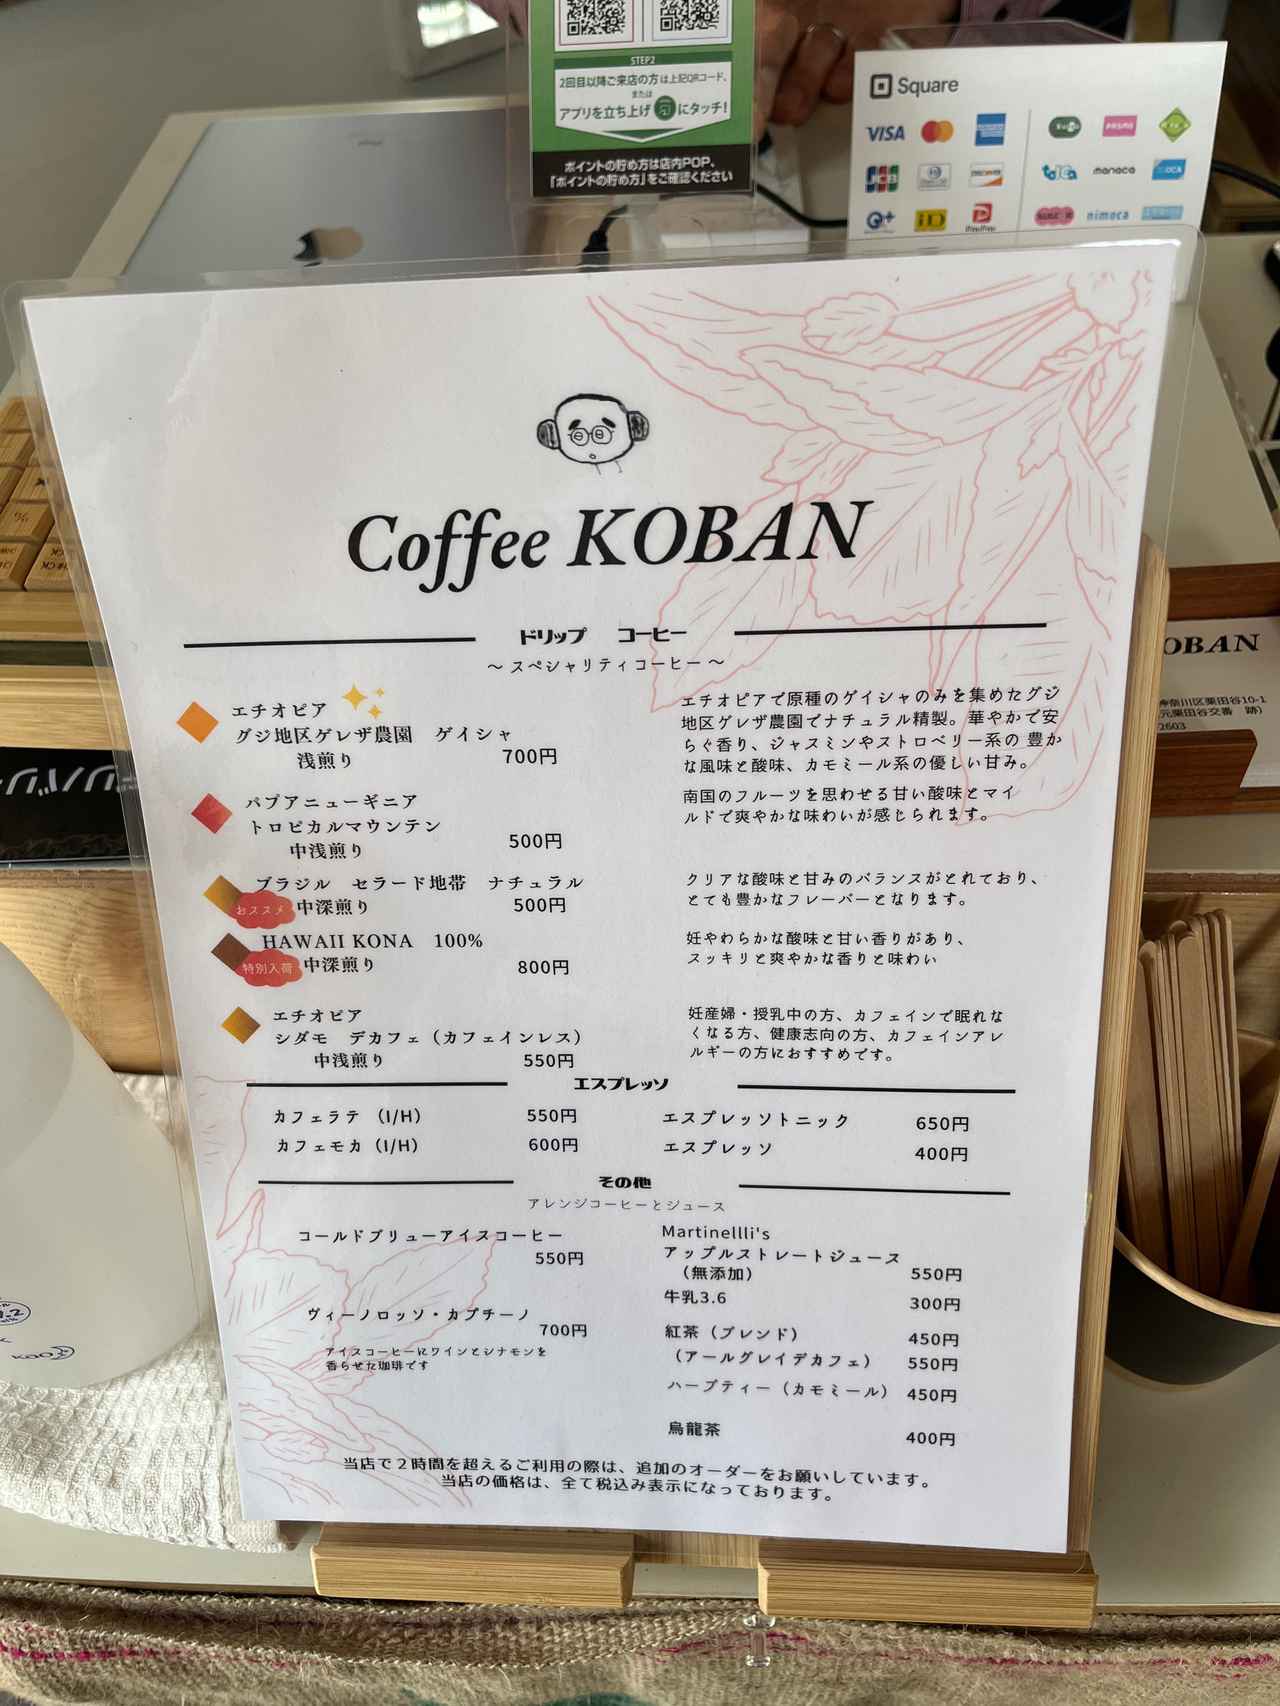 STEP2
2回目以降ご来店の方は上記QRコード、
または
アプリを立ち上げ にタッチ!
ポイントの貯め方は店内POP、
「ポイントの貯め方」をご確認ください
Square
VISA
JCB
DISCOVER
PASMO
TOICA
manaca
iD
PayPay
SUGOCA
nimoca
Coffee KOBAN
ドリップ コーヒー
～ スペシャリティコーヒー ～
エチオピア
グジ地区ゲレザ農園 ゲイシャ
浅煎り 700円
エチオピアで原種のゲイシャのみを集めたグジ
地区ゲレザ農園でナチュラル精製。華やかで安
らぐ香り、ジャスミンやストロベリー系の 豊か
な風味と酸味、カモミール系の優しい甘み。
パプアニューギニア
トロピカルマウンテン
中浅煎り 500円
南国のフルーツを思わせる甘い酸味とマイ
ルドで爽やかな味わいが感じられます。
ブラジル セラード地帯 ナチュラル
おススメ 中深煎り 500円
クリアな酸味と甘みのバランスがとれており、
とても豊かなフレーバーとなります。
HAWAII KONA 100%
特別入荷 中深煎り 800円
妊やわらかな酸味と甘い香りがあり、
スッキリと爽やかな香りと味わい
エチオピア
シダモ デカフェ（カフェインレス）
中浅煎り 550円
妊産婦・授乳中の方、カフェインで眠れな
くなる方、健康志向の方、カフェインアレ
ルギーの方におすすめです。
エスプレッソ
カフェラテ （I/H） 550円
カフェモカ（I/H） 600円
エスプレッソトニック 650円
エスプレッソ 400円
その他
アレンジコーヒーとジュース
コールドブリューアイスコーヒー
550円
ヴィーノロッソ・カプチーノ
700円
アイスコーヒーにワインとシナモンを
香らせた珈琲です
Martinellli's
アップルストレートジュース
（無添加） 550円
牛乳3.6 300円
紅茶（ブレンド） 450円
（アールグレイデカフェ） 550円
ハーブティー（カモミール） 450円
烏龍茶 400円
当店で２時間を超えるご利用の際は、追加のオーダーをお願いしています。
当店の価格は、全て税込み表示になっております。
OBAN
神奈川区栗田谷10-1
元栗田谷交番 跡)
2603